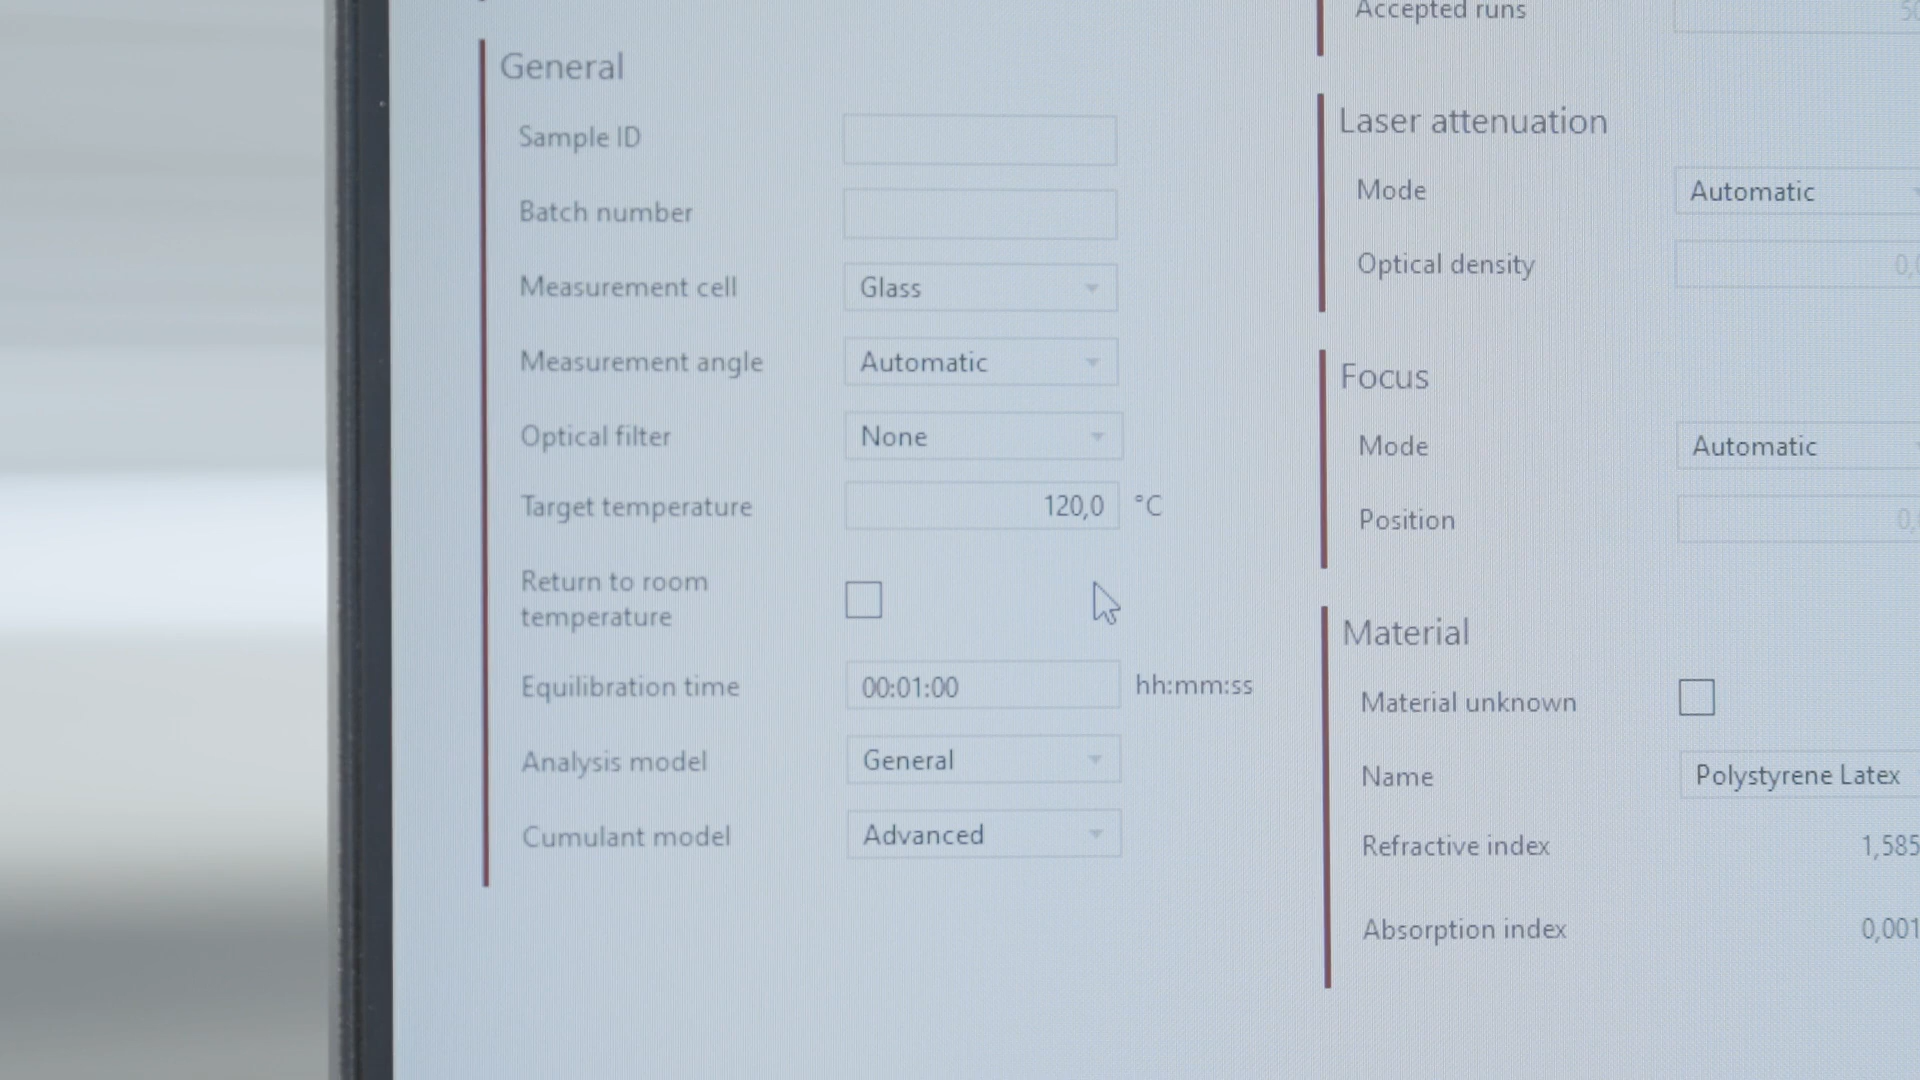 General
Sample ID
Batch number
Measurement cell Glass
Measurement angle Automatic
Optical filter None
Target temperature 120,0 °C
Return to room
temperature
Equilibration time 00:01:00 hh:mm:ss
Analysis model General
Cumulant model Advanced
Accepted runs
Laser attenuation
Mode Automatic
Optical density
Focus
Mode Automatic
Position
Material
Material unknown
Name Polystyrene Latex
Refractive index 1,585
Absorption index 0,001